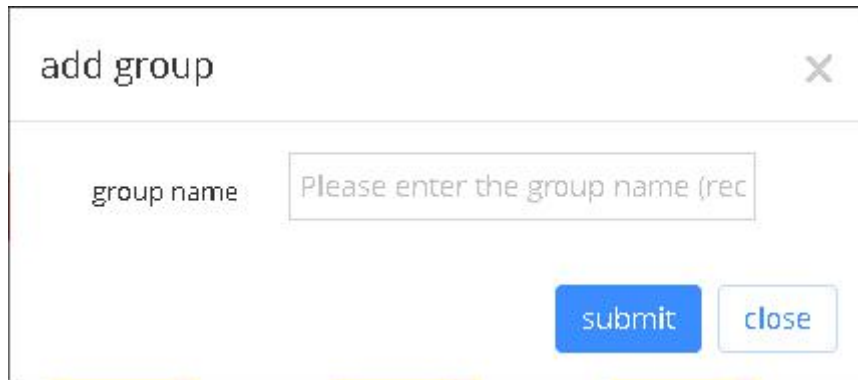 add group
group name
Please enter the group name (rec
submit
close